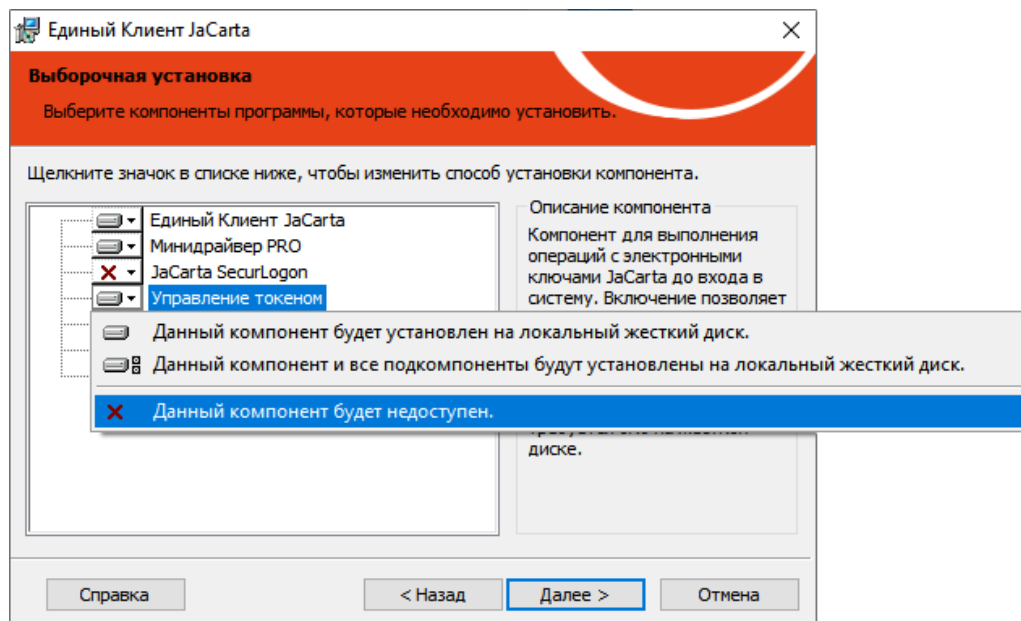 Единый Клиент JaCarta
Выборочная установка
Выберите компоненты программы, которые необходимо установить.
Щелкните значок в списке ниже, чтобы изменить способ установки компонента.
Единый Клиент JaCarta
Минидрайвер PRO
JaCarta SecurLogon
Управление токеном
Описание компонента
Компонент для выполнения
операций с электронными
ключами JaCarta до входа в
систему. Включение позволяет
Данный компонент будет установлен на локальный жесткий диск.
Данный компонент и все подкомпоненты будут установлены на локальный жесткий диск.
Данный компонент будет недоступен.
диске.
Справка
< Назад
Далее >
Отмена